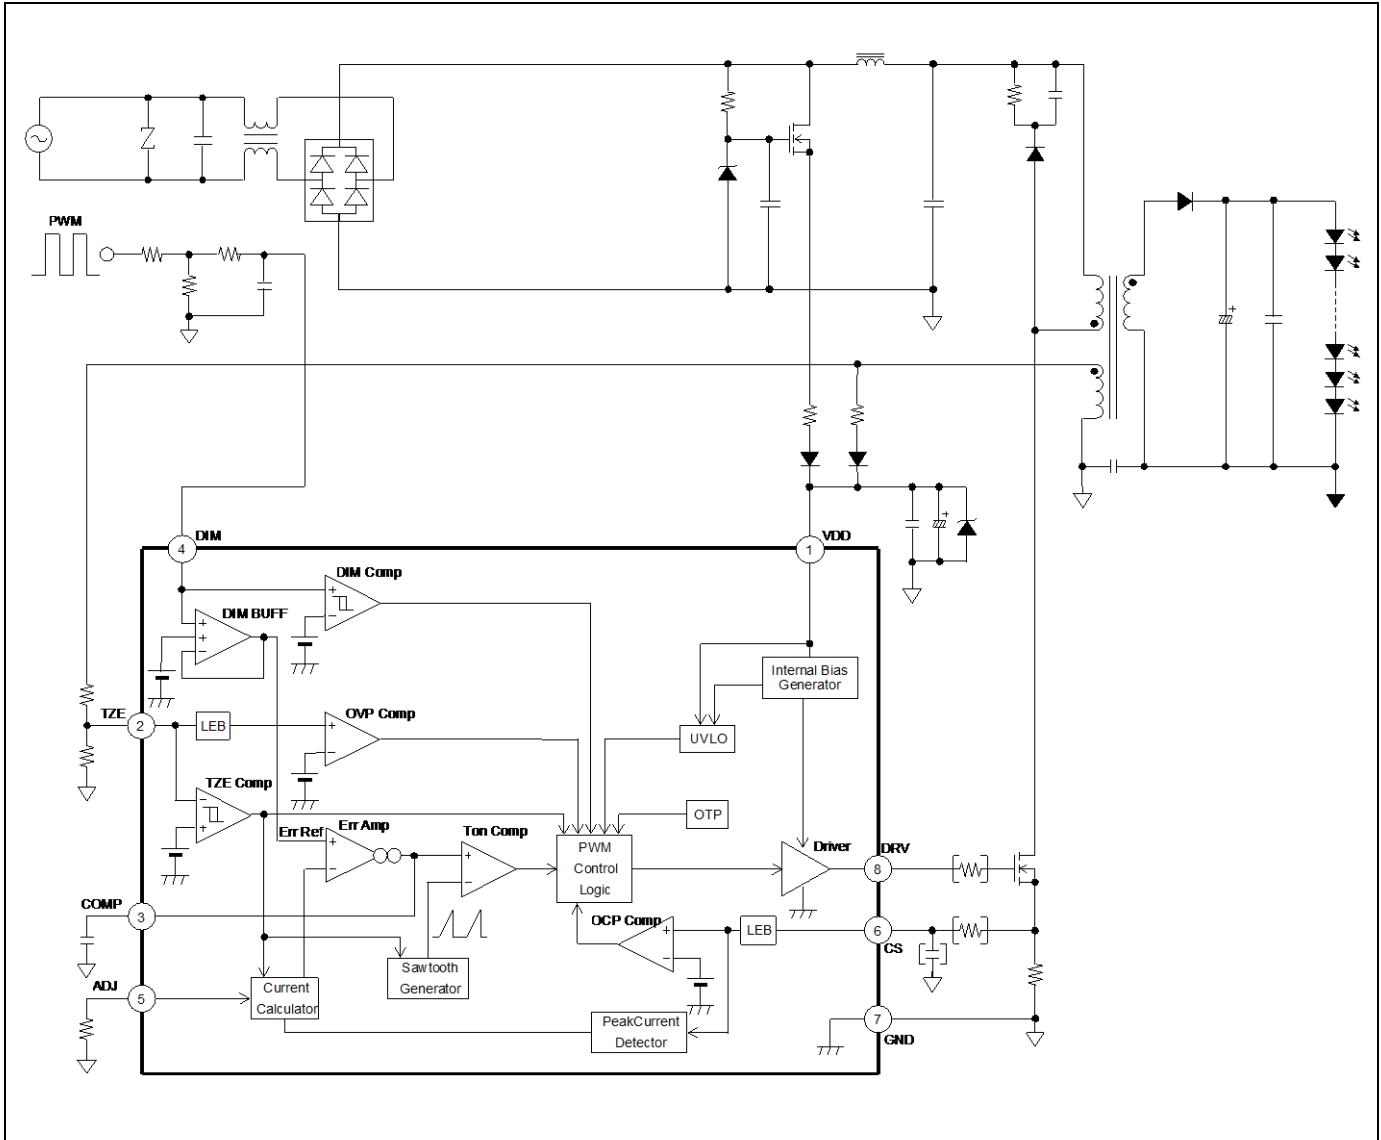 PWM
DIM
4
VDD
1
DIM Comp
DIM BUFF
Internal Bias
Generator
TZE
2
LEB
OVP Comp
UVLO
TZE Comp
OTP
Err Ref
Err Amp
Ton Comp
PWM
Control
Logic
Driver
DRV
8
COMP
3
OCP Comp
LEB
6
CS
Sawtooth
Generator
ADJ
5
Current
Calculator
PeakCurrent
Detector
7
GND
+
+
+
+
-
+
-
+
-
-
+
+
-
+
-
+
-